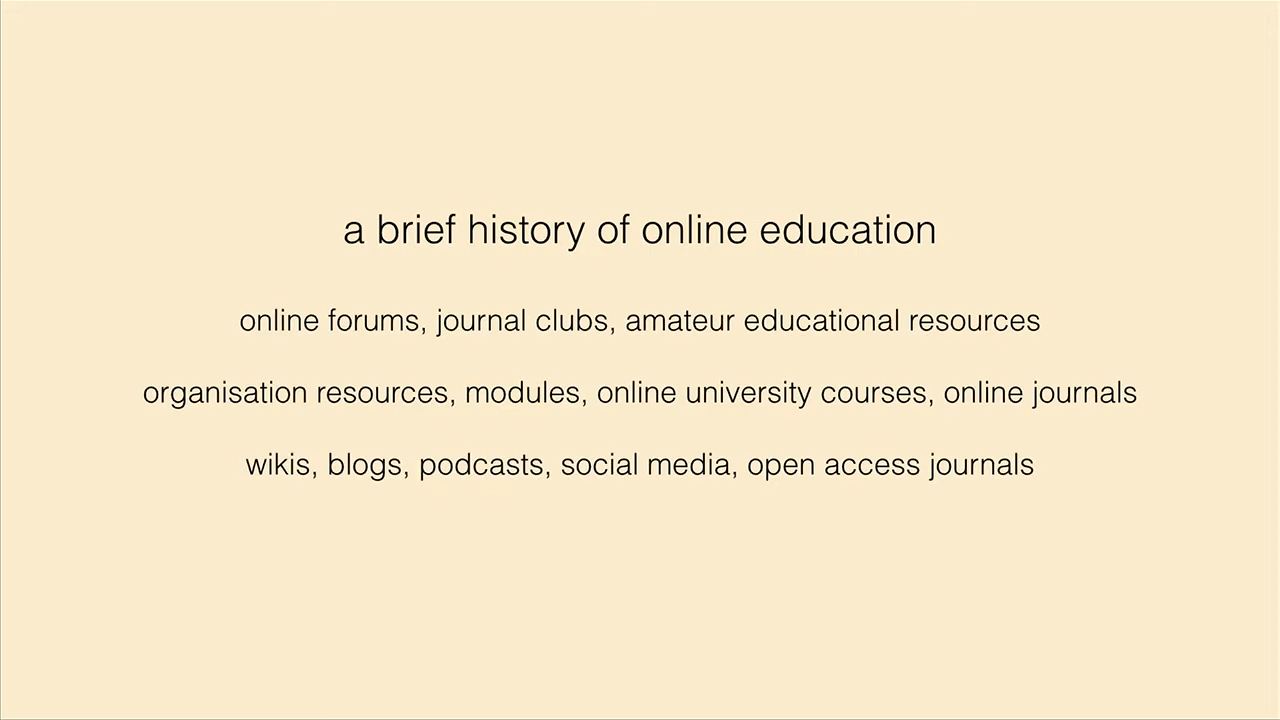 a brief history of online education
online forums, journal clubs, amateur educational resources
organisation resources, modules, online university courses, online journals
wikis, blogs, podcasts, social media, open access journals